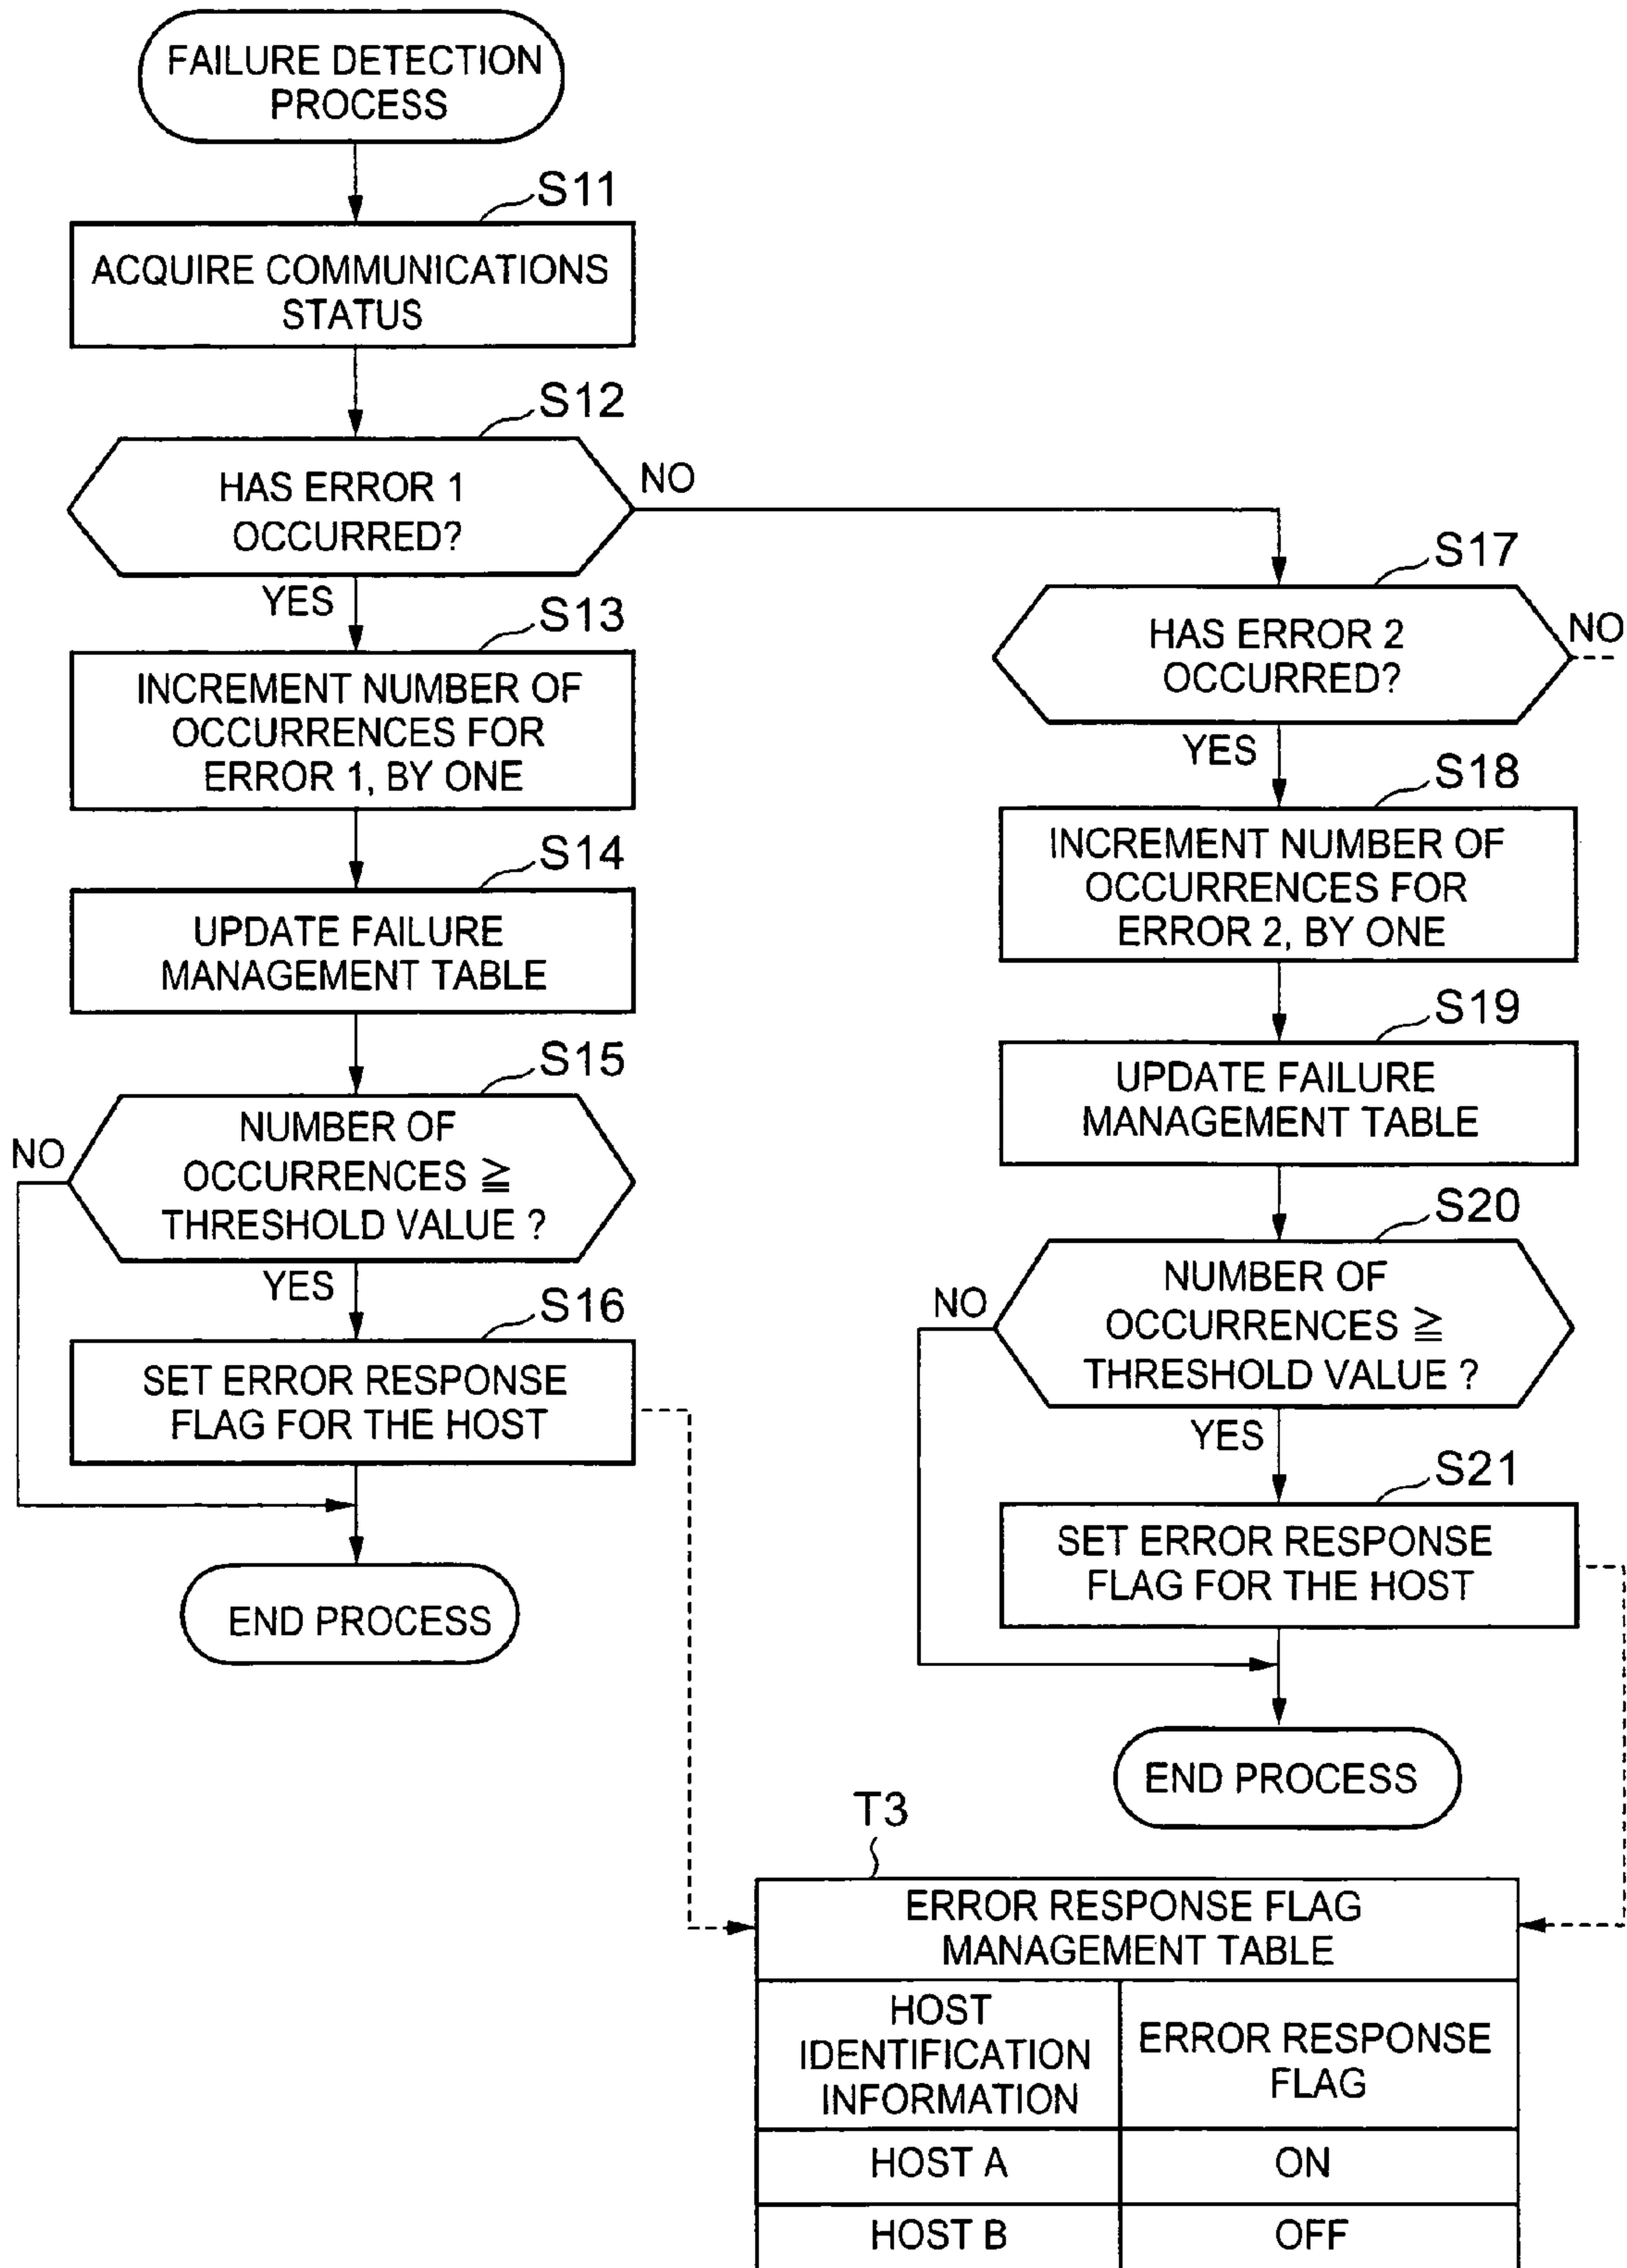 FAILURE DETECTION
PROCESS
S11
ACQUIRE COMMUNICATIONS
STATUS
S12
HAS ERROR 1
OCCURRED?
NO
YES
S13
INCREMENT NUMBER OF
OCCURRENCES FOR
ERROR 1, BY ONE
S14
UPDATE FAILURE
MANAGEMENT TABLE
S15
NUMBER OF
OCCURRENCES ≧
THRESHOLD VALUE ?
NO
YES
S16
SET ERROR RESPONSE
FLAG FOR THE HOST
END PROCESS
S17
HAS ERROR 2
OCCURRED?
NO
YES
S18
INCREMENT NUMBER OF
OCCURRENCES FOR
ERROR 2, BY ONE
S19
UPDATE FAILURE
MANAGEMENT TABLE
S20
NUMBER OF
OCCURRENCES ≧
THRESHOLD VALUE ?
NO
YES
S21
SET ERROR RESPONSE
FLAG FOR THE HOST
END PROCESS
T3
ERROR RESPONSE FLAG
MANAGEMENT TABLE
HOST
IDENTIFICATION
INFORMATION
ERROR RESPONSE
FLAG
HOST A
ON
HOST B
OFF